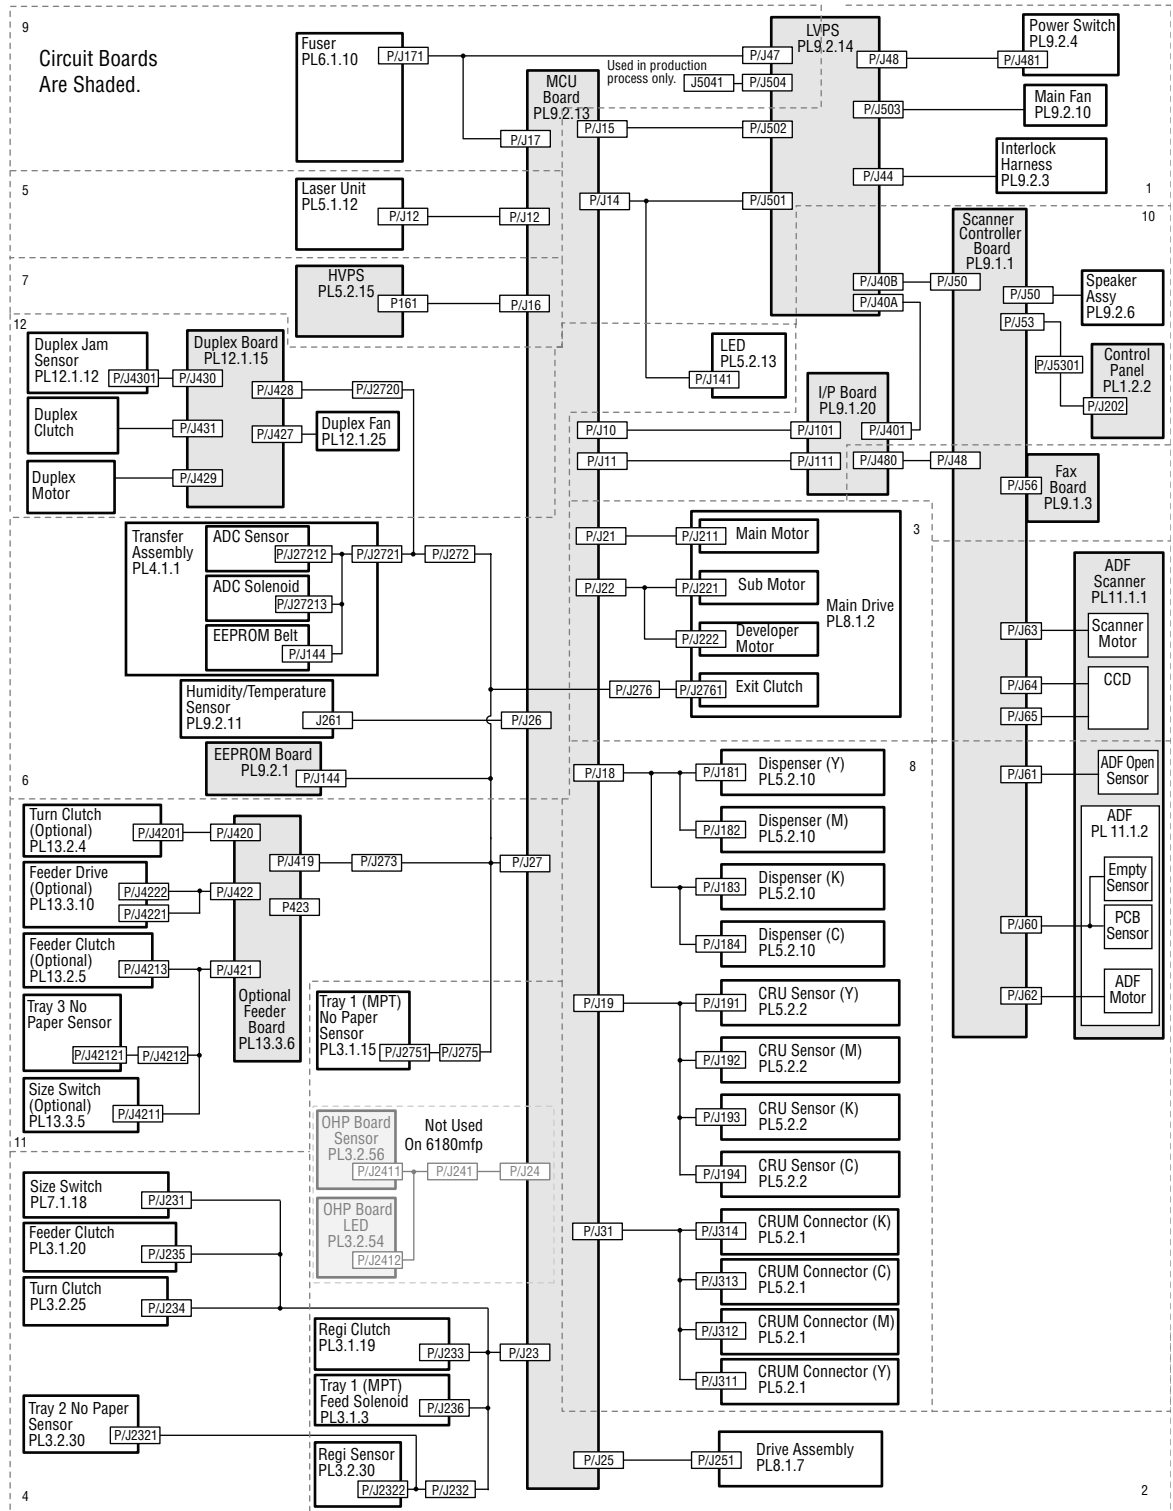 9
Circuit Boards
Are Shaded.
Fuser
PL6.1.10
P/J171
P/J17
MCU
Board
PL9.2.13
Used in production
process only.
J5041
P/J504
P/J47
LVPS
PL9.2.14
P/J48
P/J481
Power Switch
PL9.2.4
P/J503
Main Fan
PL9.2.10
P/J15
P/J502
P/J44
Interlock
Harness
PL9.2.3
1
5
Laser Unit
PL5.1.12
P/J12
P/J12
P/J14
P/J501
10
Scanner
Controller
Board
PL9.1.1
P/J40B
P/J50
P/J40A
P/J50
Speaker
Assy
PL9.2.6
P/J53
P/J5301
Control
Panel
PL1.2.2
P/J202
7
HVPS
PL5.2.15
P161
P/J16
LED
PL5.2.13
P/J141
I/P Board
PL9.1.20
P/J10
P/J101
P/J401
P/J11
P/J111
P/J480
P/J48
P/J56
Fax
Board
PL9.1.3
12
Duplex Jam
Sensor
PL12.1.12
P/J4301
P/J430
Duplex Board
PL12.1.15
P/J428
P/J2720
Duplex
Clutch
P/J431
P/J427
Duplex Fan
PL12.1.25
Duplex
Motor
P/J429
Transfer
Assembly
PL4.1.1
ADC Sensor
P/J27212
P/J2721
P/J272
ADC Solenoid
P/J27213
EEPROM Belt
P/J144
Humidity/Temperature
Sensor
PL9.2.11
J261
P/J26
EEPROM Board
PL9.2.1
P/J144
6
3
P/J21
P/J211
Main Motor
P/J22
P/J221
Sub Motor
Main Drive
PL8.1.2
P/J222
Developer
Motor
P/J276
P/J2761
Exit Clutch
ADF
Scanner
PL11.1.1
P/J63
Scanner
Motor
P/J64
CCD
P/J65
P/J61
ADF Open
Sensor
ADF
PL 11.1.2
Empty
Sensor
P/J60
PCB
Sensor
P/J62
ADF
Motor
8
P/J18
P/J181
Dispenser (Y)
PL5.2.10
P/J182
Dispenser (M)
PL5.2.10
P/J183
Dispenser (K)
PL5.2.10
P/J184
Dispenser (C)
PL5.2.10
P/J19
P/J191
CRU Sensor (Y)
PL5.2.2
P/J192
CRU Sensor (M)
PL5.2.2
P/J193
CRU Sensor (K)
PL5.2.2
P/J194
CRU Sensor (C)
PL5.2.2
P/J31
P/J314
CRUM Connector (K)
PL5.2.1
P/J313
CRUM Connector (C)
PL5.2.1
P/J312
CRUM Connector (M)
PL5.2.1
P/J311
CRUM Connector (Y)
PL5.2.1
Turn Clutch
(Optional)
PL13.2.4
P/J4201
P/J420
P/J419
P/J273
P/J27
Feeder Drive
(Optional)
PL13.3.10
P/J4222
P/J422
P/J4221
P423
Feeder Clutch
(Optional)
PL13.2.5
P/J4213
P/J421
Optional
Feeder
Board
PL13.3.6
Tray 3 No
Paper Sensor
P/J42121
P/J4212
Size Switch
(Optional)
PL13.3.5
P/J4211
11
Tray 1 (MPT)
No Paper
Sensor
PL3.1.15
P/J2751
P/J275
OHP Board
Sensor
PL3.2.56
P/J2411
P/J241
P/J24
Not Used
On 6180mfp
OHP Board
LED
PL3.2.54
P/J2412
Size Switch
PL7.1.18
P/J231
Feeder Clutch
PL3.1.20
P/J235
Turn Clutch
PL3.2.25
P/J234
Regi Clutch
PL3.1.19
P/J233
P/J23
Tray 1 (MPT)
Feed Solenoid
PL3.1.3
P/J236
Tray 2 No Paper
Sensor
PL3.2.30
P/J2321
Regi Sensor
PL3.2.30
P/J2322
P/J232
4
P/J25
P/J251
Drive Assembly
PL8.1.7
2